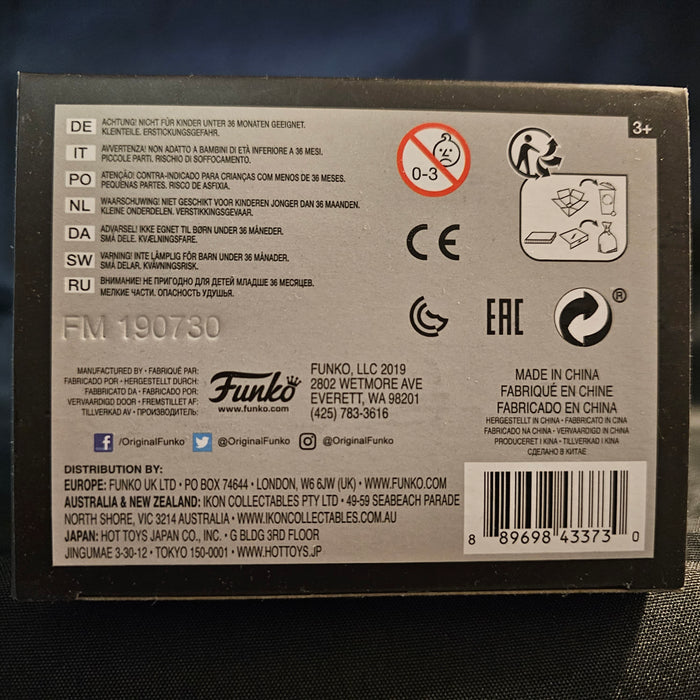 DE ACHTUNG! NICHT FÜR KINDER UNTER 36 MONATEN GEEIGNET.
KLEINTEILE. ERSTICKUNGSGEFAHR.
IT AVVERTENZA! NON ADATTO A BAMBINI DI ETÀ INFERIORE A 36 MESI.
PICCOLE PARTI. RISCHIO DI SOFFOCAMENTO.
PO ATENÇÃO! CONTRA-INDICADO PARA CRIANÇAS COM MENOS DE 36 MESES.
PEQUENAS PARTES. RISCO DE ASFIXIA.
NL WAARSCHUWING! NIET GESCHIKT VOOR KINDEREN JONGER DAN 36 MAANDEN.
KLEINE ONDERDELEN. VERSTIKKINGSGEVAAR.
DA ADVARSEL! IKKE EGNET TIL BØRN UNDER 36 MÅNEDER.
SMÅ DELE. KVÆLNINGSFARE.
SW VARNING! INTE LÄMPLIG FÖR BARN UNDER 36 MÅNADER.
SMÅ DELAR. KVÄVNINGSRISK.
RU ВНИМАНИЕ! НЕ ПРИГОДНО ДЛЯ ДЕТЕЙ МЛАДШЕ 36 МЕСЯЦЕВ.
МЕЛКИЕ ЧАСТИ. ОПАСНОСТЬ УДУШЬЯ.
0-3
3+
CE
EAC
®
FM 190730
MANUFACTURED BY • FABRIQUÉ PAR:
FABRICADO POR • HERGESTELLT DURCH:
FABBRICATO DA • FABRICADO POR:
VERVAARDIGD DOOR • FREMSTILLET AF:
TILLVERKAD AV • ПРОИЗВОДИТЕЛЬ:
Funko
www.funko.com
FUNKO, LLC 2019
2802 WETMORE AVE
EVERETT, WA 98201
(425) 783-3616
MADE IN CHINA
FABRIQUÉ EN CHINE
FABRICADO EN CHINA
HERGESTELLT IN CHINA • FABBRICATO IN CINA
FABRICADO NA CHINA • VERVAARDIGD IN CHINA
PRODUCERET I KINA • TILLVERKAD I KINA
СДЕЛАНО В КИТАЕ
/OriginalFunko @OriginalFunko @OriginalFunko
DISTRIBUTION BY:
EUROPE: FUNKO UK LTD • PO BOX 74644 • LONDON, W6 6JW (UK) • WWW.FUNKO.COM
AUSTRALIA & NEW ZEALAND: IKON COLLECTABLES PTY LTD • 49-59 SEABEACH PARADE
NORTH SHORE, VIC 3214 AUSTRALIA • WWW.IKONCOLLECTABLES.COM.AU
JAPAN: HOT TOYS JAPAN CO., INC. • G BLDG 3RD FLOOR
JINGUMAE 3-30-12 • TOKYO 150-0001 • WWW.HOTTOYS.JP
8 89698 43373 0